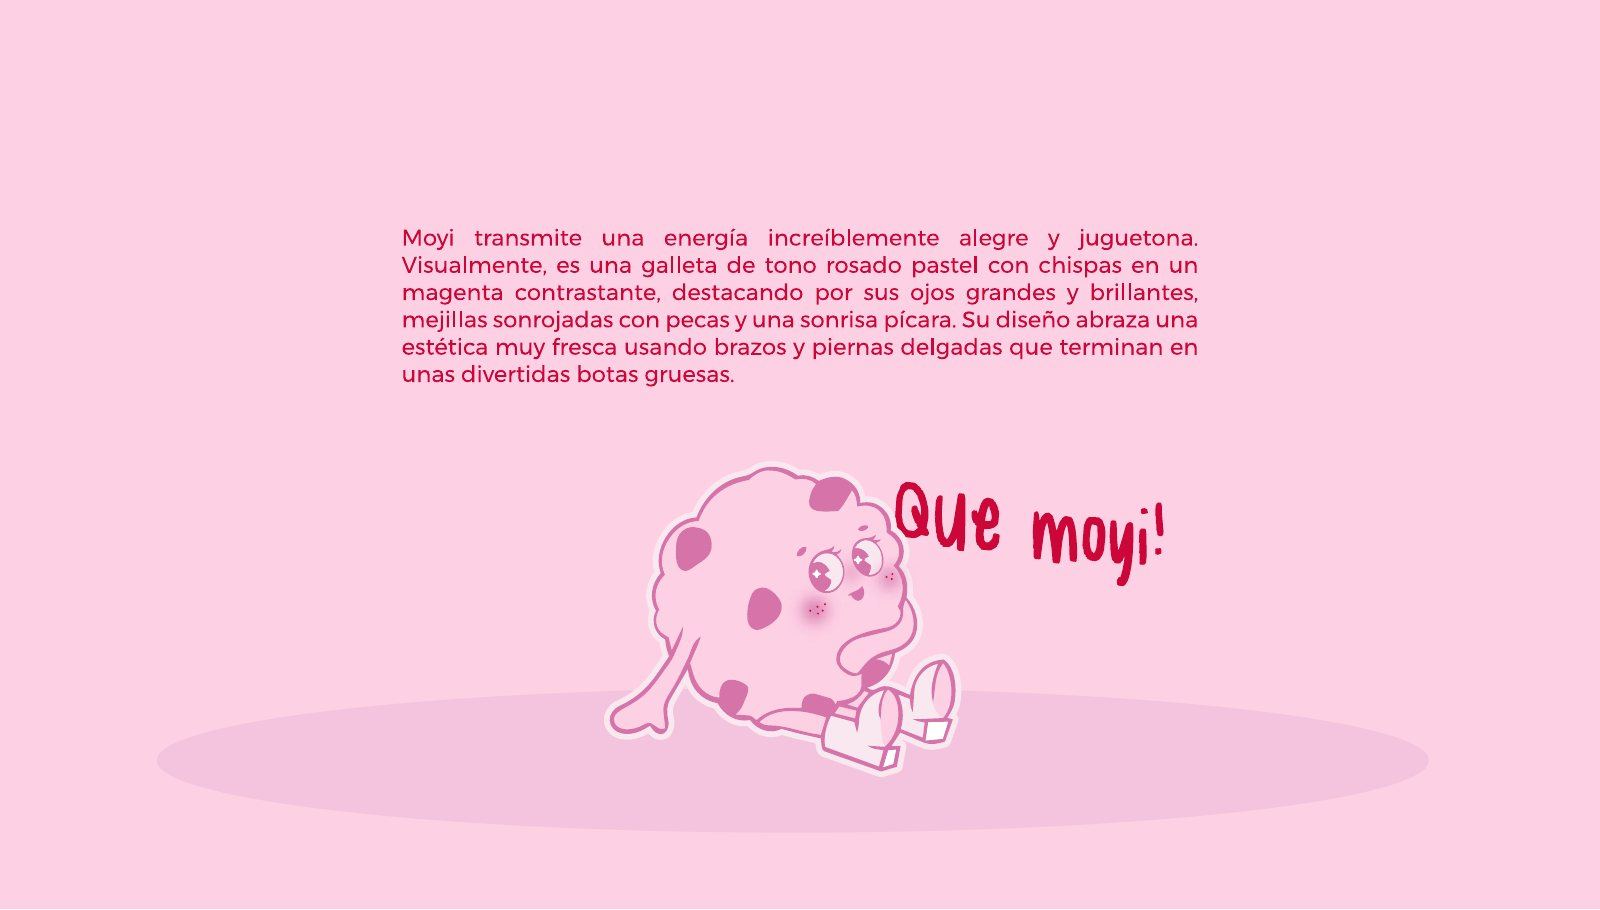 Moyi transmite una energía increíblemente alegre y juguetona.
Visualmente, es una galleta de tono rosado pastel con chispas en un
magenta contrastante, destacando por sus ojos grandes y brillantes,
mejillas sonrojadas con pecas y una sonrisa pícara. Su diseño abraza una
estética muy fresca usando brazos y piernas delgadas que terminan en
unas divertidas botas gruesas.
Que moyi!